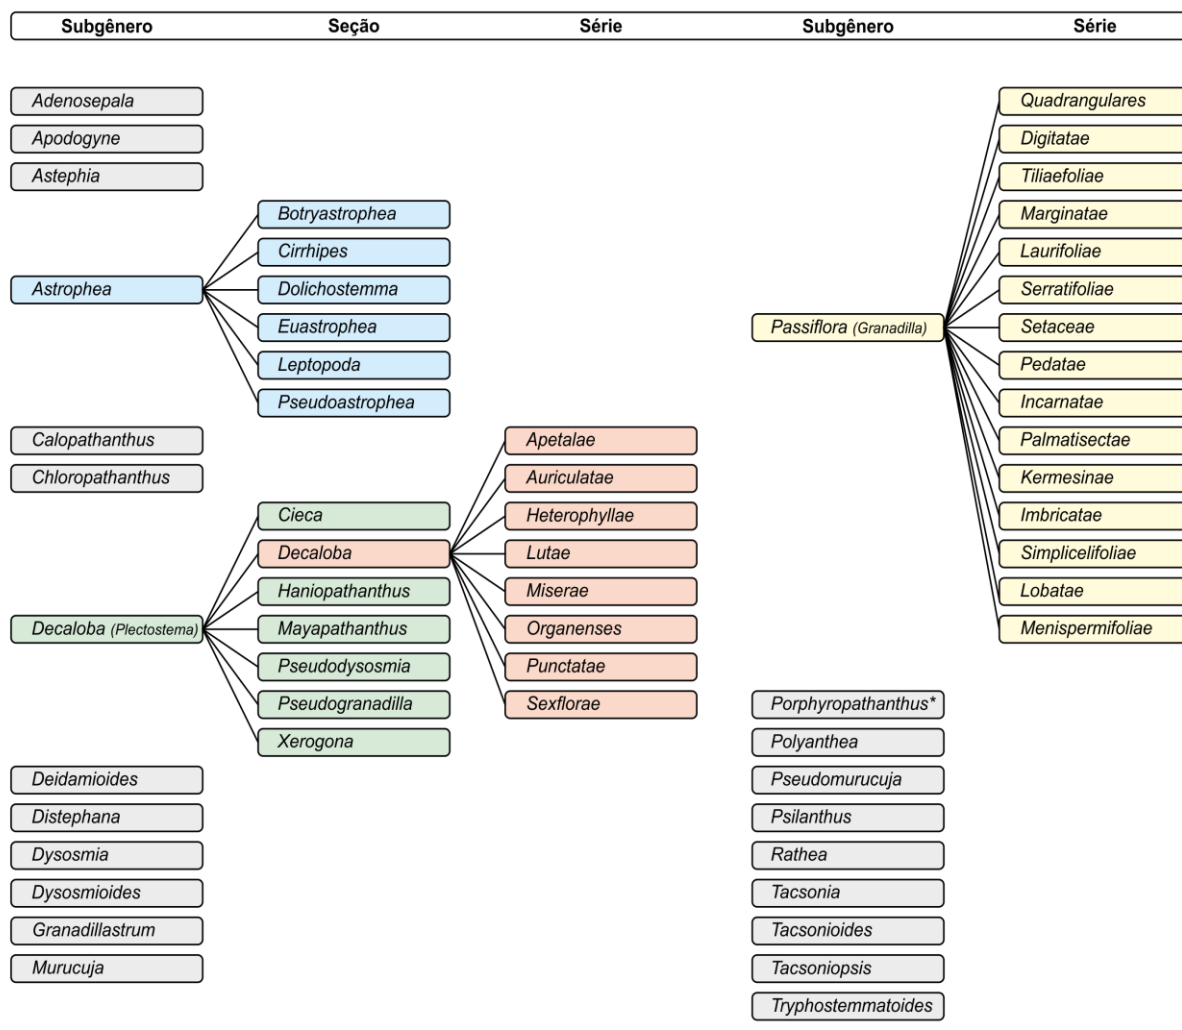 Subgênero Seção Série Subgênero Série
Adenosepala
Apodogyne
Astephia
Astrophea
Botryastrophea
Cirrhipes
Dolichostemma
Euastrophea
Leptopoda
Pseudoastrophea
Calopathanthus
Chloropathanthus
Decaloba (Plectostema)
Cieca
Decaloba
Haniopathanthus
Mayapathanthus
Pseudodysosmia
Pseudogranadilla
Xerogona
Apetalae
Auriculatae
Heterophyllae
Lutae
Miserae
Organenses
Punctatae
Sexflorae
Deidamioides
Distephana
Dysosmia
Dysosmioides
Granadillastrum
Murucuja
Passiflora (Granadilla)
Quadrangulares
Digitatae
Tiliaefoliae
Marginatae
Laurifoliae
Serratifoliae
Setaceae
Pedatae
Incarnatae
Palmatisectae
Kermesinae
Imbricatae
Simplicelifoliae
Lobatae
Menispermifoliae
Porphyropathanthus*
Polyanthea
Pseudomurucuja
Psilanthus
Rathea
Tacsonia
Tacsonioides
Tacsoniopsis
Tryphostemmatoides